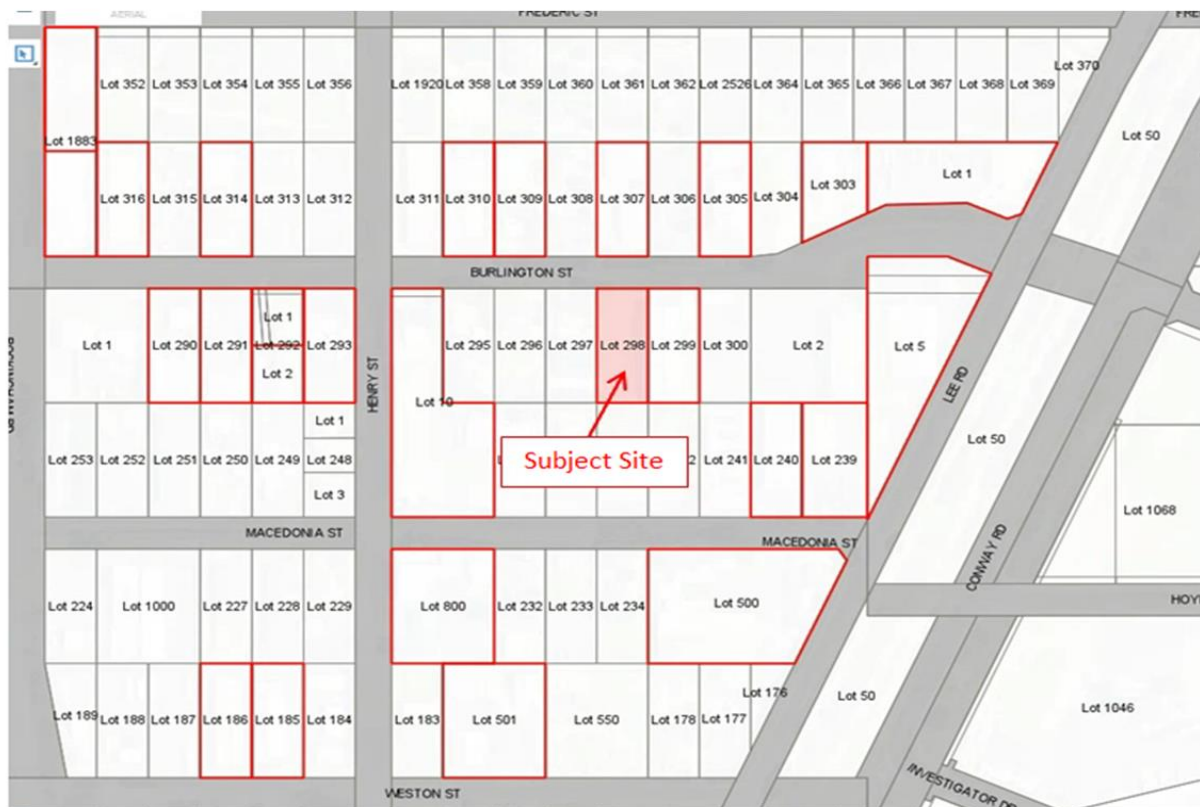 AERIAL
FREDERIC ST
Lot 370
Lot 352 Lot 353 Lot 354 Lot 355 Lot 356 Lot 1920 Lot 358 Lot 359 Lot 360 Lot 361 Lot 362 Lot 2526 Lot 364 Lot 365 Lot 366 Lot 367 Lot 368 Lot 369
Lot 50
Lot 1883
Lot 1
Lot 316 Lot 315 Lot 314 Lot 313 Lot 312 Lot 311 Lot 310 Lot 309 Lot 308 Lot 307 Lot 306 Lot 305 Lot 304 Lot 303
BURLINGTON ST
Lot 1
Lot 1 Lot 290 Lot 291 Lot 292 Lot 293 Lot 295 Lot 296 Lot 297 Lot 298 Lot 299 Lot 300 Lot 2 Lot 5
Lot 2
HENRY ST
LEE RD
Lot 10
Lot 1
Lot 50
Subject Site
Lot 253 Lot 252 Lot 251 Lot 250 Lot 249 Lot 248 Lot 241 Lot 240 Lot 239
Lot 3
Lot 1068
MACEDONIA ST
MACEDONIA ST
CONWAY RD
Lot 224 Lot 1000 Lot 227 Lot 228 Lot 229 Lot 800 Lot 232 Lot 233 Lot 234 Lot 500
Lot 176
Lot 50
Lot 189 Lot 188 Lot 187 Lot 186 Lot 185 Lot 184 Lot 183 Lot 501 Lot 550 Lot 178 Lot 177
Lot 1046
WESTON ST
INVESTIGATOR